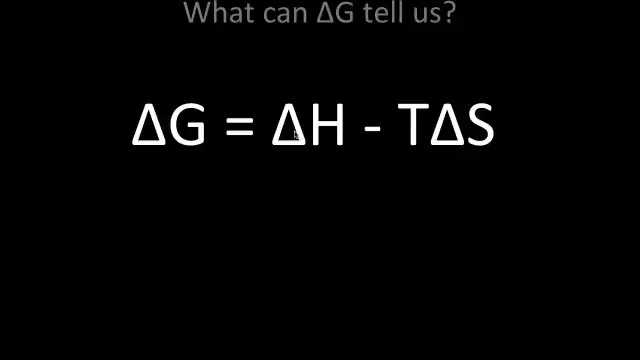 What can ΔG tell us?
ΔG = ΔH - TΔS